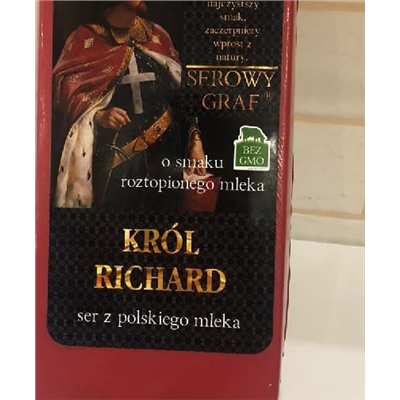 najczystszy
smak,
zaczerpnięty
wprost z
natury.
SEROWY
GRAF®
BEZ
GMO
o smaku
roztopionego mleka
KRÓL
RICHARD
ser z polskiego mleka